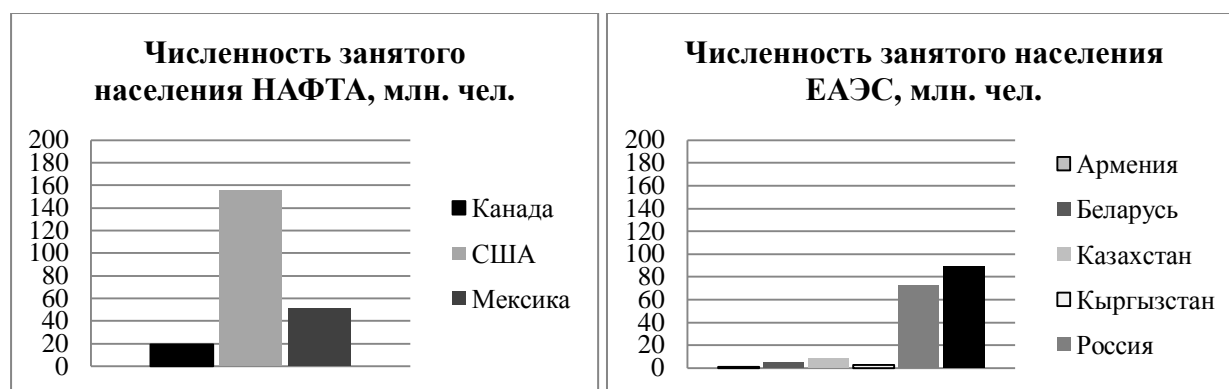 Численность занятого
населения НАФТА, млн. чел.
200
180
160
140
120
100
80
60
40
20
0
Канада
США
Мексика
Численность занятого населения
ЕАЭС, млн. чел.
200
180
160
140
120
100
80
60
40
20
0
Армения
Беларусь
Казахстан
Кыргызстан
Россия